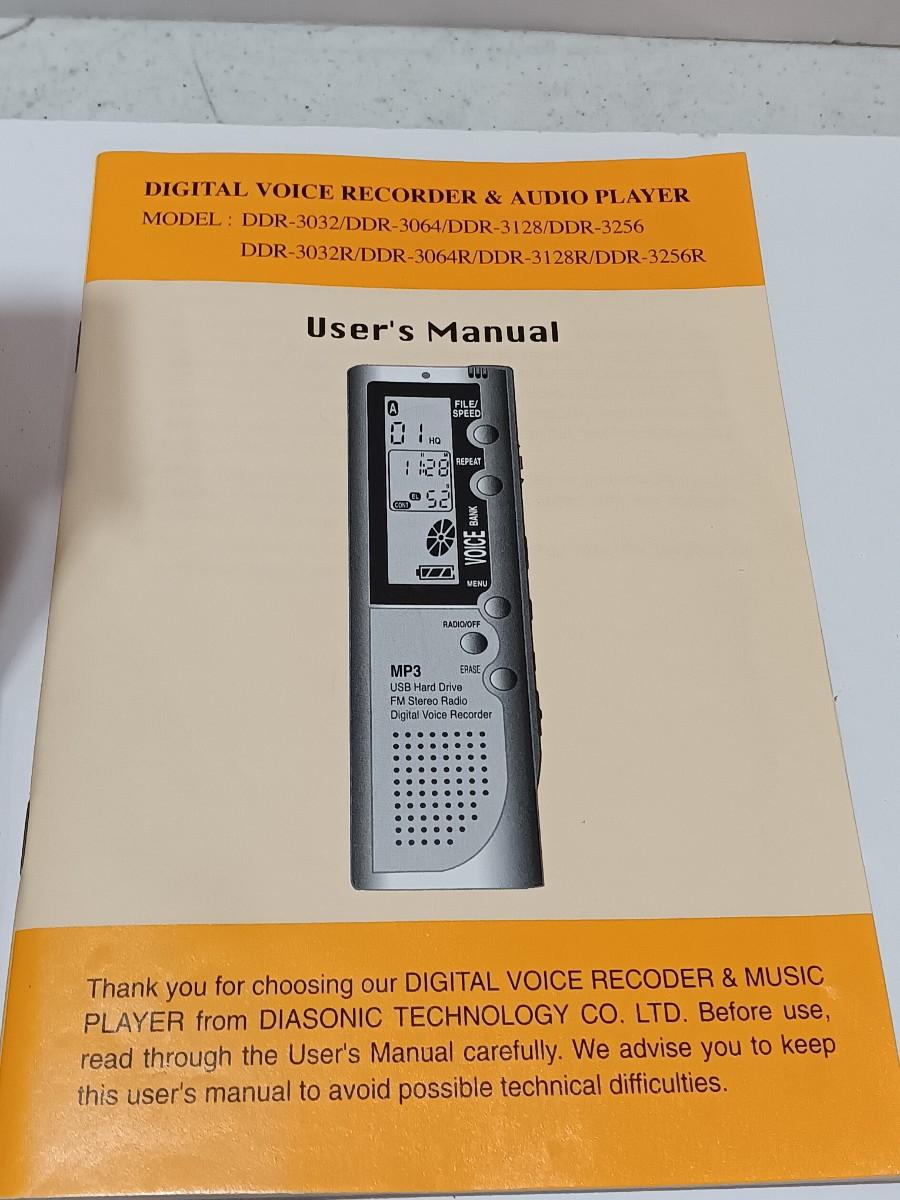 DIGITAL VOICE RECORDER & AUDIO PLAYER
MODEL : DDR-3032/DDR-3064/DDR-3128/DDR-3256
DDR-3032R/DDR-3064R/DDR-3128R/DDR-3256R
User's Manual
A
FILE/
SPEED
01 HQ
REPEAT
H M
11:28
S
EL
CONT
52
VOICE BANK
MENU
RADIO/OFF
MP3
ERASE
USB Hard Drive
FM Stereo Radio
Digital Voice Recorder
Thank you for choosing our DIGITAL VOICE RECODER & MUSIC
PLAYER from DIASONIC TECHNOLOGY CO. LTD. Before use,
read through the User's Manual carefully. We advise you to keep
this user's manual to avoid possible technical difficulties.